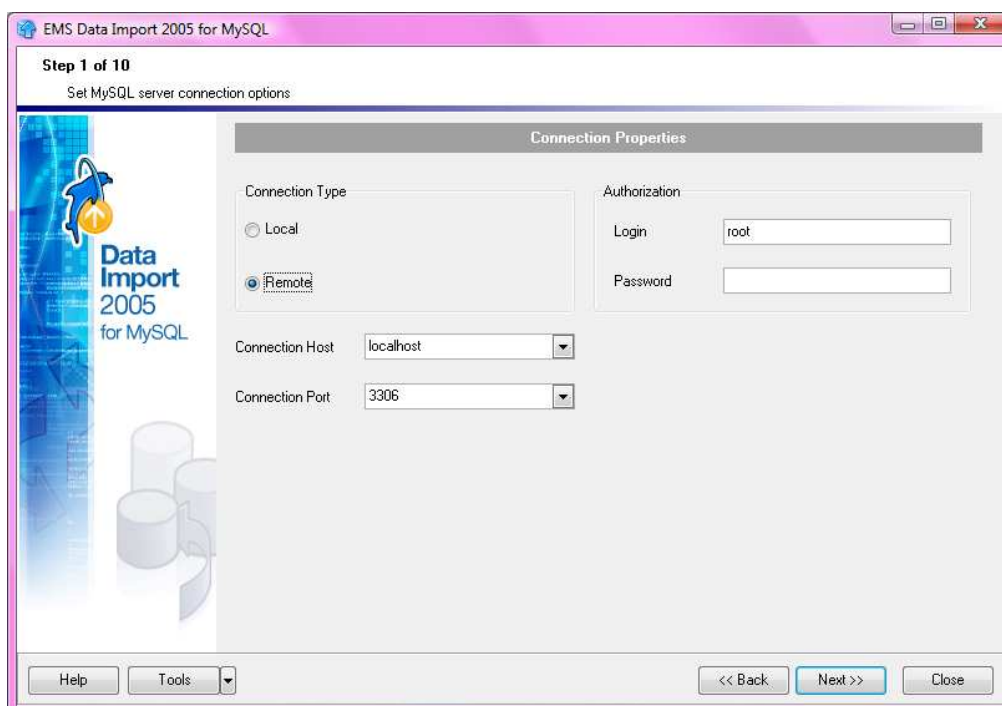 EMS Data Import 2005 for MySQL
Step 1 of 10
Set MySQL server connection options
Data
Import
2005
for MySQL
Connection Properties
Connection Type
Local
Remote
Authorization
Login root
Password
Connection Host localhost
Connection Port 3306
Help Tools << Back Next >> Close